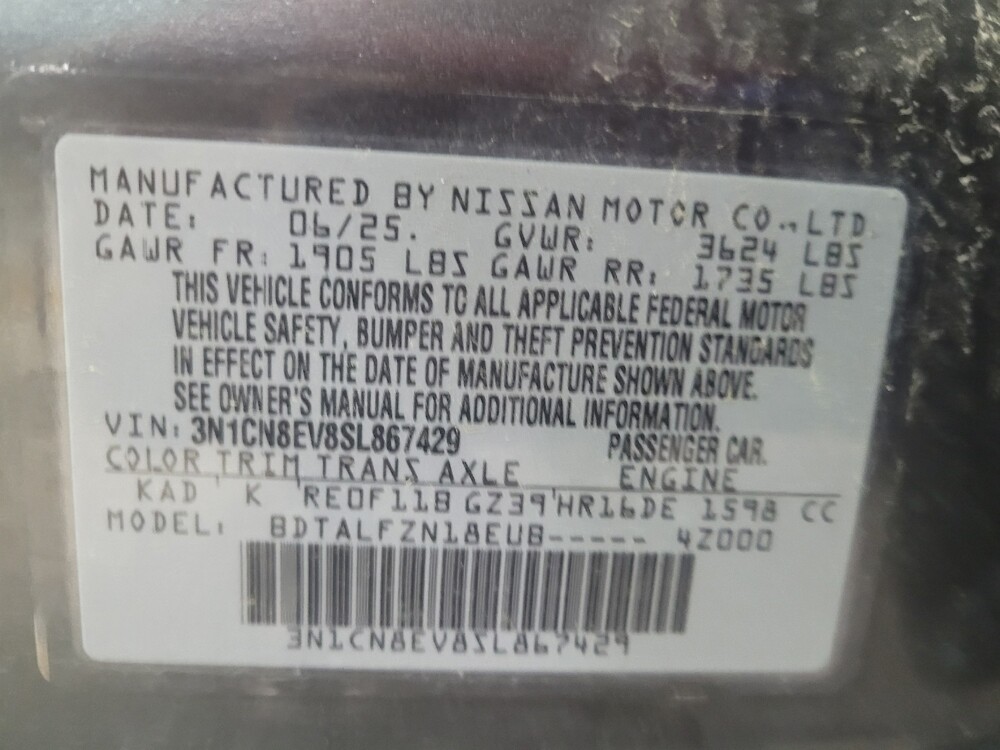 MANUFACTURED BY NISSAN MOTOR CO.,LTD.
DATE: 06/25. GVWR: 3624 LBS
GAWR FR: 1905 LBS GAWR RR: 1735 LBS
THIS VEHICLE CONFORMS TO ALL APPLICABLE FEDERAL MOTOR
VEHICLE SAFETY, BUMPER AND THEFT PREVENTION STANDARDS
IN EFFECT ON THE DATE OF MANUFACTURE SHOWN ABOVE.
SEE OWNER'S MANUAL FOR ADDITIONAL INFORMATION.
VIN: 3N1CN8EV8SL867429 PASSENGER CAR.
COLOR TRIM TRANS AXLE ENGINE
KAD K RE0F11B GZ39 HR16DE 1598 CC
MODEL: BDTALFZN18EUB----- 4Z000
3N1CN8EV8SL867429